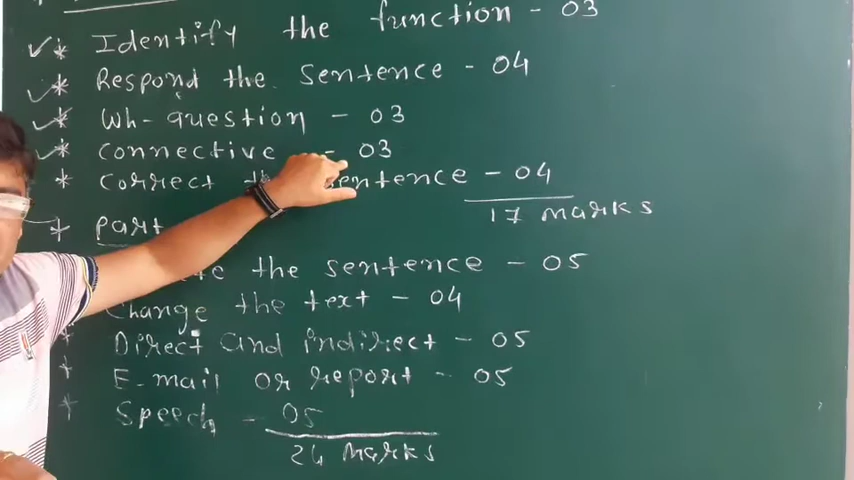 * Identify the function - 03
* Respond the sentence - 04
* Wh- question - 03
* connective - 03
* correct sentence - 04
17 marks
* Part
the sentence - 05
change the text - 04
* Direct and indirect - 05
* E-mail or report - 05
* Speech - 05
24 marks